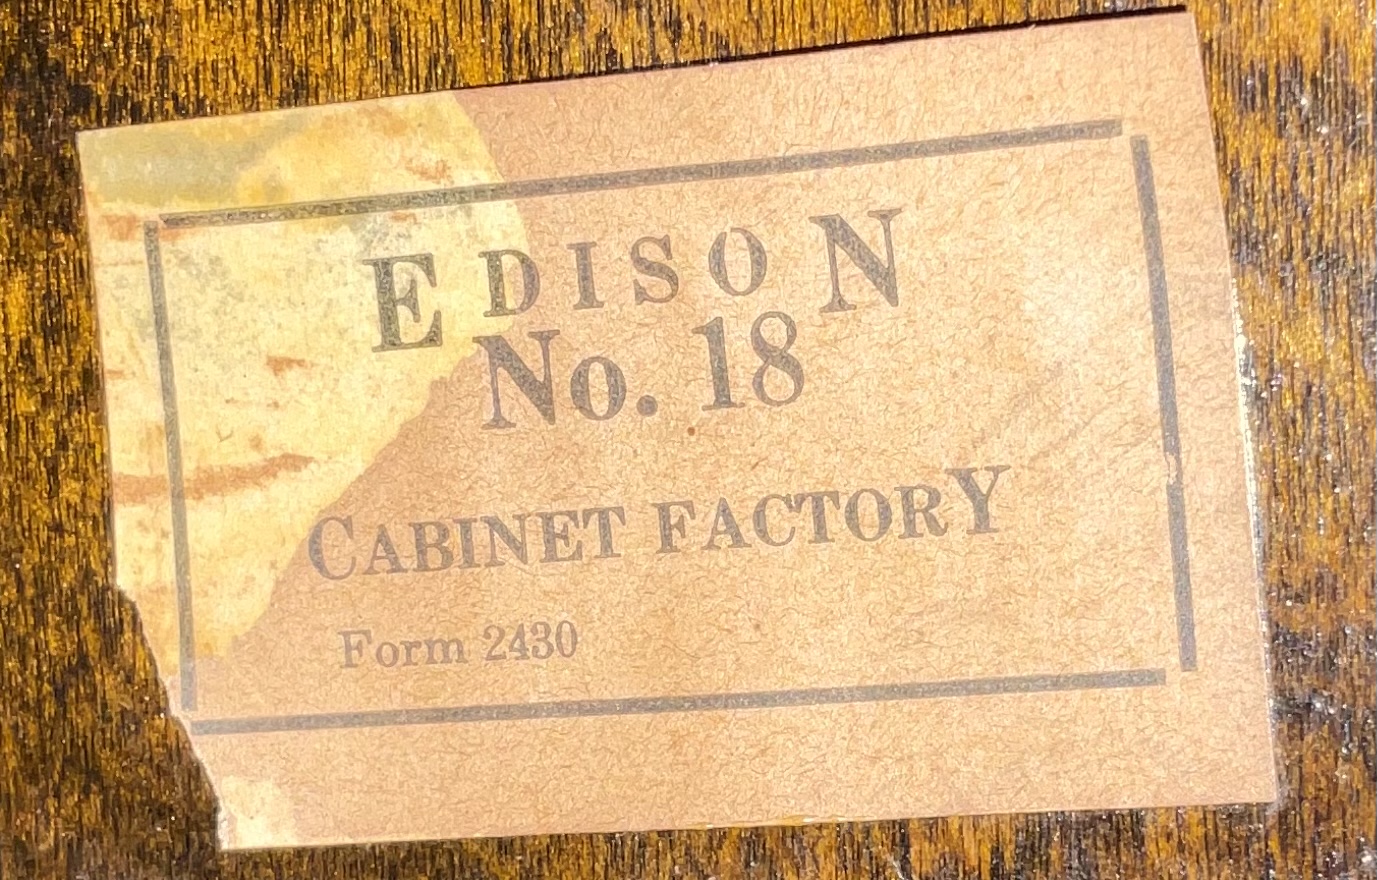 EDISON
No. 18
CABINET FACTORY
Form 2430